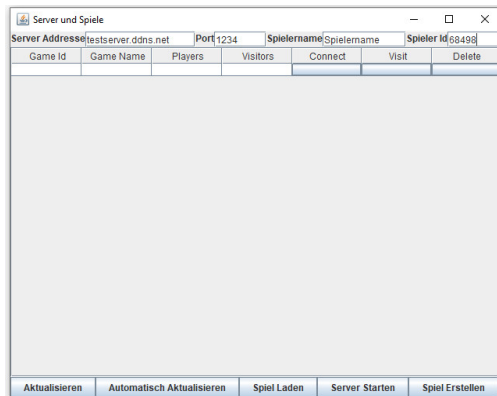 Server und Spiele
Server Addresse testserver.ddns.net Port 1234 Spielername Spielername Spieler Id 68498
Game Id Game Name Players Visitors Connect Visit Delete
Aktualisieren Automatisch Aktualisieren Spiel Laden Server Starten Spiel Erstellen